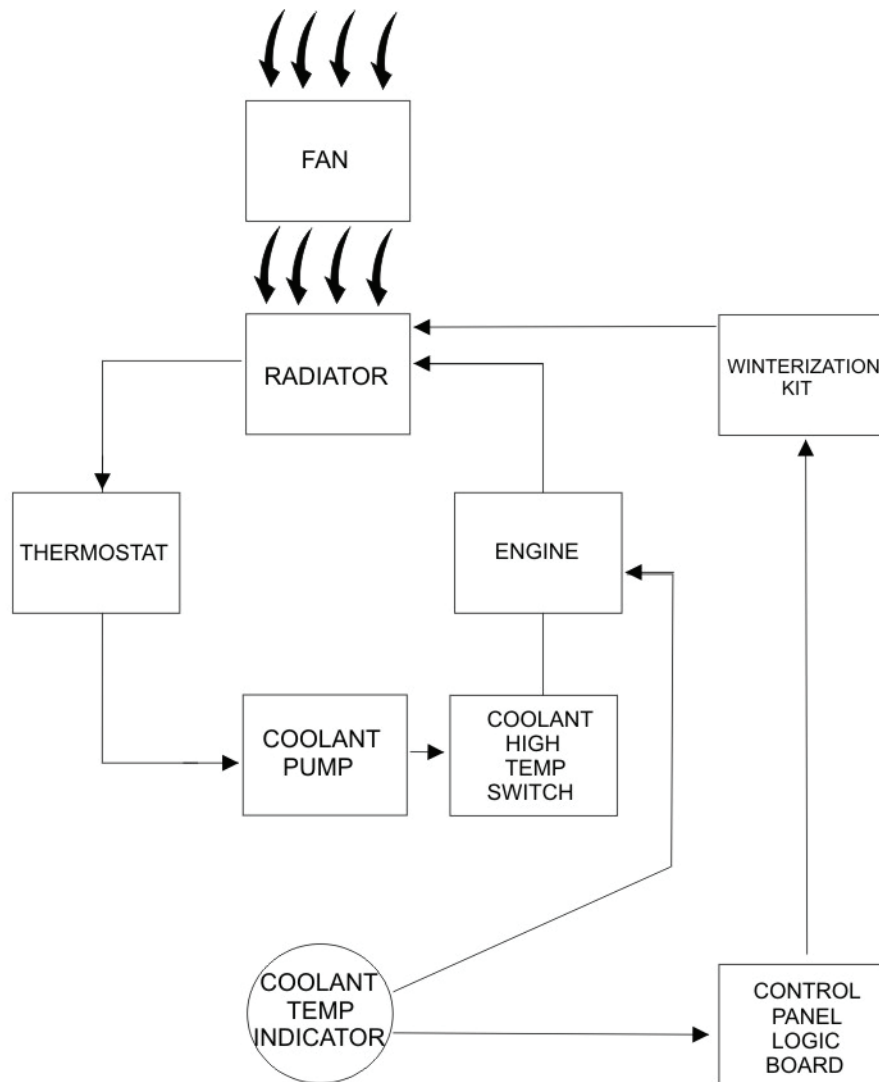 FAN
RADIATOR
WINTERIZATION
KIT
THERMOSTAT
ENGINE
COOLANT
PUMP
COOLANT
HIGH
TEMP
SWITCH
COOLANT
TEMP
INDICATOR
CONTROL
PANEL
LOGIC
BOARD